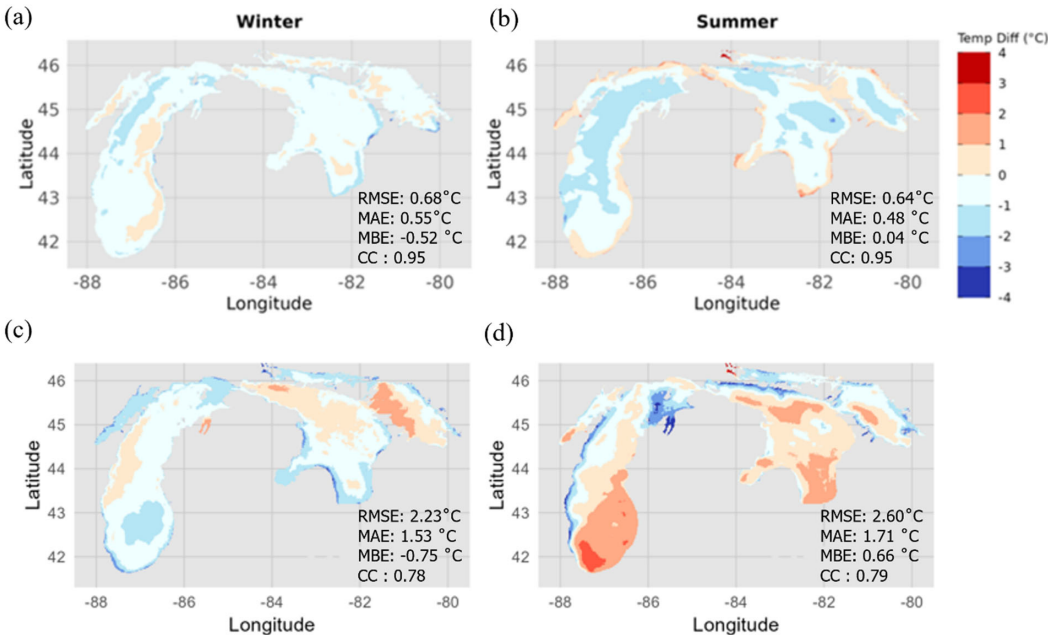 (a)
Winter
Latitude
46
45
44
43
42
RMSE: 0.68°C
MAE: 0.55°C
MBE: -0.52 °C
CC : 0.95
-88
-86
-84
-82
-80
Longitude
(b)
Summer
Latitude
46
45
44
43
42
RMSE: 0.64°C
MAE: 0.48 °C
MBE: 0.04 °C
CC: 0.95
-88
-86
-84
-82
-80
Longitude
Temp Diff (°C)
4
3
2
1
0
-1
-2
-3
-4
(c)
Latitude
46
45
44
43
42
RMSE: 2.23°C
MAE: 1.53 °C
MBE: -0.75 °C
CC : 0.78
-88
-86
-84
-82
-80
Longitude
(d)
Latitude
46
45
44
43
42
RMSE: 2.60°C
MAE: 1.71 °C
MBE: 0.66 °C
CC : 0.79
-88
-86
-84
-82
-80
Longitude